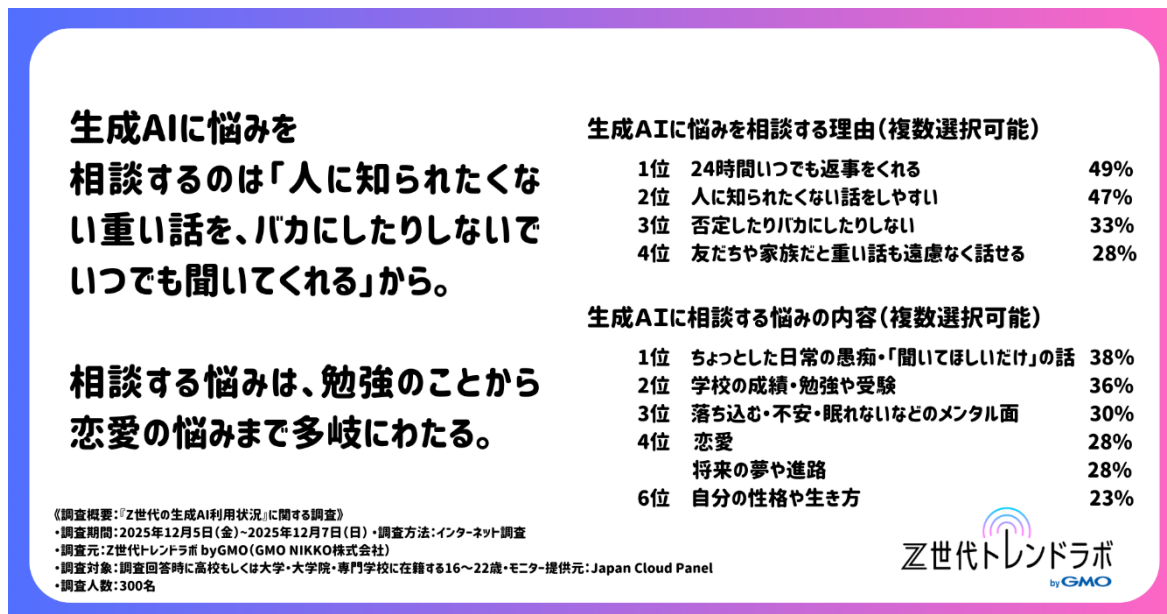 生成AIに悩みを
相談するのは「人に知られたくな
い重い話を、バカにしたりしないで
いつでも聞いてくれる」から。
相談する悩みは、勉強のことから
恋愛の悩みまで多岐にわたる。
生成AIに悩みを相談する理由(複数選択可能)
1位 24時間いつでも返事をくれる 49%
2位 人に知られたくない話をしやすい 47%
3位 否定したりバカにしたりしない 33%
4位 友だちや家族だと重い話も遠慮なく話せる 28%
生成AIに相談する悩みの内容(複数選択可能)
1位 ちょっとした日常の愚痴・「聞いてほしいだけ」の話 38%
2位 学校の成績・勉強や受験 36%
3位 落ち込む・不安・眠れないなどのメンタル面 30%
4位 恋愛 28%
将来の夢や進路 28%
6位 自分の性格や生き方 23%
《調査概要:『Z世代の生成AI利用状況』に関する調査》
・調査期間:2025年12月5日(金)~2025年12月7日(日) ・調査方法:インターネット調査
・調査元:Z世代トレンドラボ byGMO(GMO NIKKO株式会社)
・調査対象:調査回答時に高校もしくは大学・大学院・専門学校に在籍する16~22歳・モニター提供元:Japan Cloud Panel
・調査人数:300名
Z世代トレンドラボ
by GMO